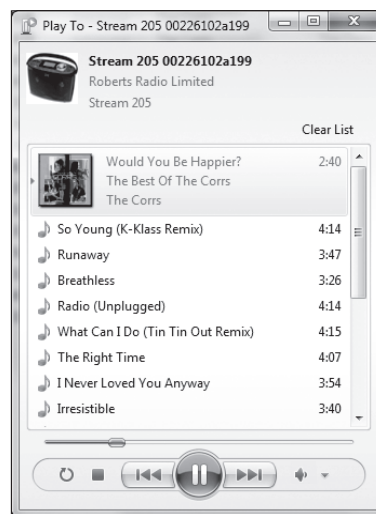 Play To - Stream 205 00226102a199
Stream 205 00226102a199
Roberts Radio Limited
Stream 205
Clear List
Would You Be Happier? 2:40
The Best Of The Corrs
The Corrs
So Young (K-Klass Remix) 4:14
Runaway 3:47
Breathless 3:26
Radio (Unplugged) 4:14
What Can I Do (Tin Tin Out Remix) 4:15
The Right Time 4:07
I Never Loved You Anyway 3:54
Irresistible 3:40